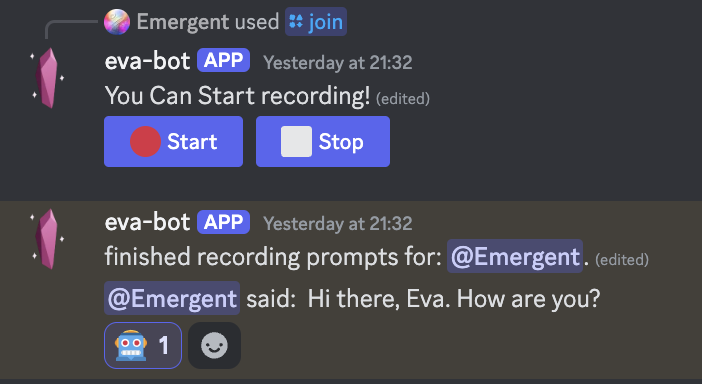 Emergent used join
eva-bot APP Yesterday at 21:32
You Can Start recording! (edited)
Start Stop
eva-bot APP Yesterday at 21:32
finished recording prompts for: @Emergent. (edited)
@Emergent said: Hi there, Eva. How are you?
1